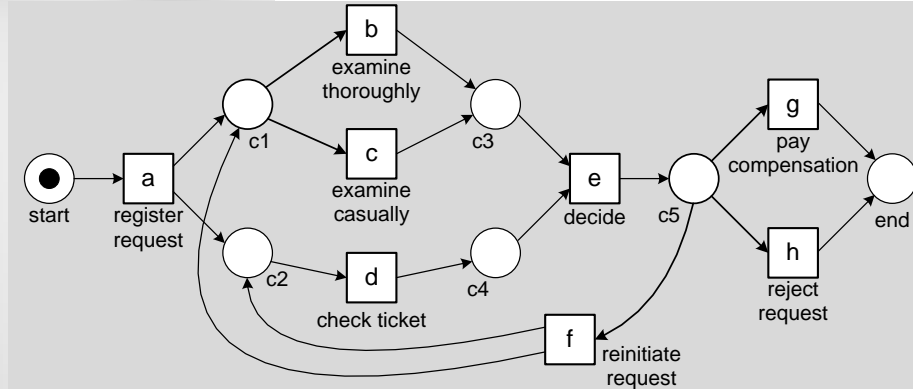 b
examine
thoroughly
c1
c3
c
examine
casually
g
pay
compensation
start
a
register
request
e
decide
c5
end
c2
d
check ticket
c4
h
reject
request
f
reinitiate
request